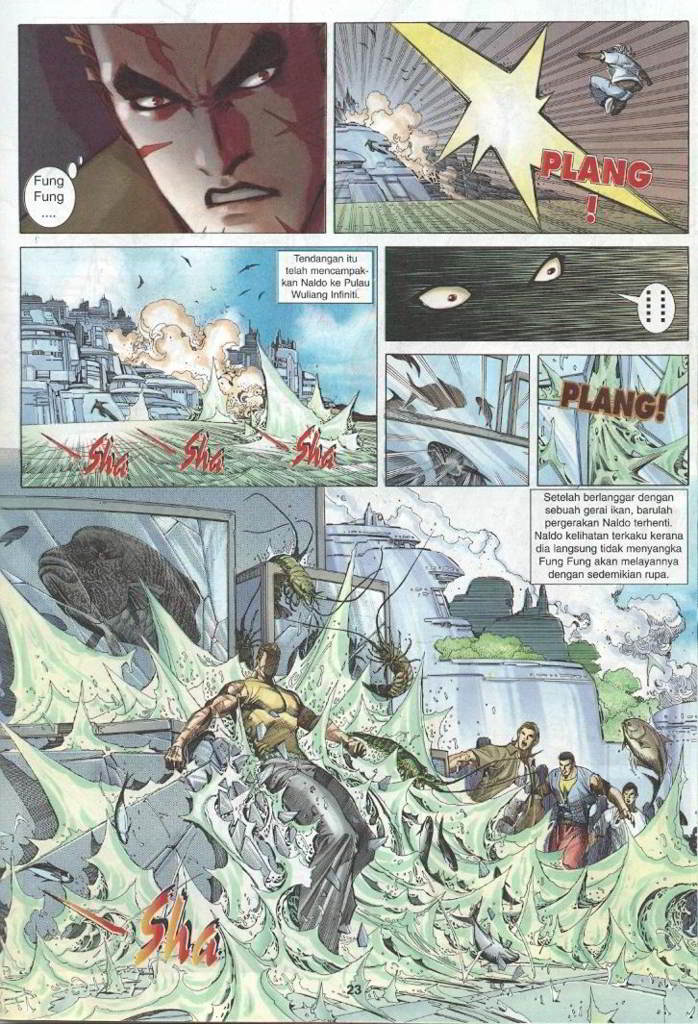 Fung
Fung
....
PLANG
!
Tendangan itu
telah mencampak-
kan Naldo ke Pulau
Wuliang Infiniti.
Sha
Sha
Sha
PLANG!
Setelah berlanggar dengan
sebuah gerai ikan, barulah
pergerakan Naldo terhenti.
Naldo kelihatan terkaku kerana
dia langsung tidak menyangka
Fung Fung akan melayannya
dengan sedemikian rupa.
Sha
23